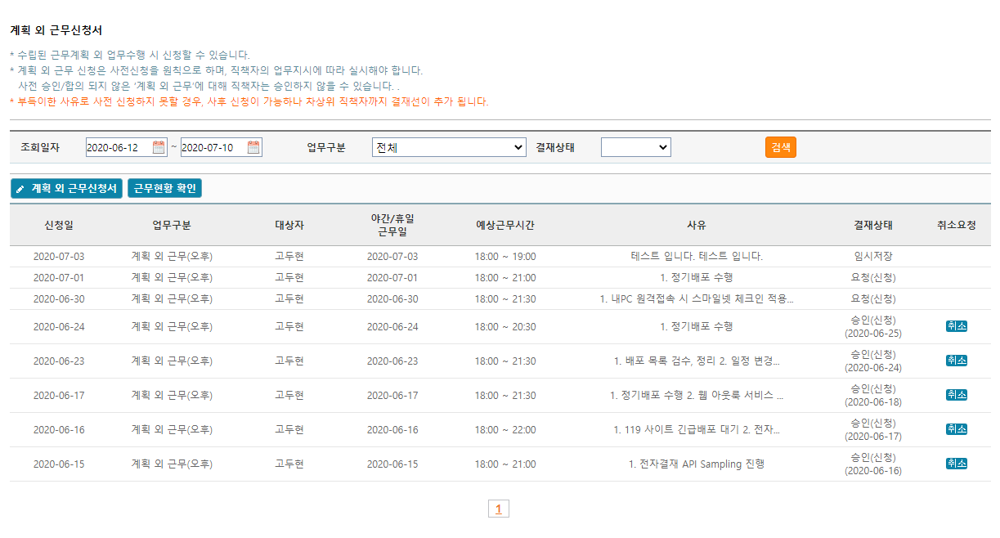 계획 외 근무신청서
* 수립된 근무계획 외 업무수행 시 신청할 수 있습니다.
* 계획 외 근무 신청은 사전신청을 원칙으로 하며, 직책자의 업무지시에 따라 실시해야 합니다.
사전 승인/합의 되지 않은 '계획 외 근무'에 대해 직책자는 승인하지 않을 수 있습니다. .
* 부득이한 사유로 사전 신청하지 못할 경우, 사후 신청이 가능하나 차상위 직책자까지 결재선이 추가 됩니다.
조회일자 2020-06-12 ~ 2020-07-10 업무구분 전체 결재상태 검색
계획 외 근무신청서 근무현황 확인
신청일 업무구분 대상자 야간/휴일 예상근무시간 사유 결재상태 취소요청
근무일
2020-07-03 계획 외 근무(오후) 고두현 2020-07-03 18:00 ~ 19:00 테스트 입니다. 테스트 입니다. 임시저장
2020-07-01 계획 외 근무(오후) 고두현 2020-07-01 18:00 ~ 21:00 1. 정기배포 수행 요청(신청)
2020-06-30 계획 외 근무(오후) 고두현 2020-06-30 18:00 ~ 21:30 1. 내PC 원격접속 시 스마일넷 체크인 적용... 요청(신청)
2020-06-24 계획 외 근무(오후) 고두현 2020-06-24 18:00 ~ 20:30 1. 정기배포 수행 승인(신청) 취소
(2020-06-25)
2020-06-23 계획 외 근무(오후) 고두현 2020-06-23 18:00 ~ 21:30 1. 배포 목록 검수, 정리 2. 일정 변경... 승인(신청) 취소
(2020-06-24)
2020-06-17 계획 외 근무(오후) 고두현 2020-06-17 18:00 ~ 21:30 1. 정기배포 수행 2. 웹 아웃룩 서비스 ... 승인(신청) 취소
(2020-06-18)
2020-06-16 계획 외 근무(오후) 고두현 2020-06-16 18:00 ~ 22:00 1. 119 사이트 긴급배포 대기 2. 전자... 승인(신청) 취소
(2020-06-17)
2020-06-15 계획 외 근무(오후) 고두현 2020-06-15 18:00 ~ 21:00 1. 전자결재 API Sampling 진행 승인(신청) 취소
(2020-06-16)
1